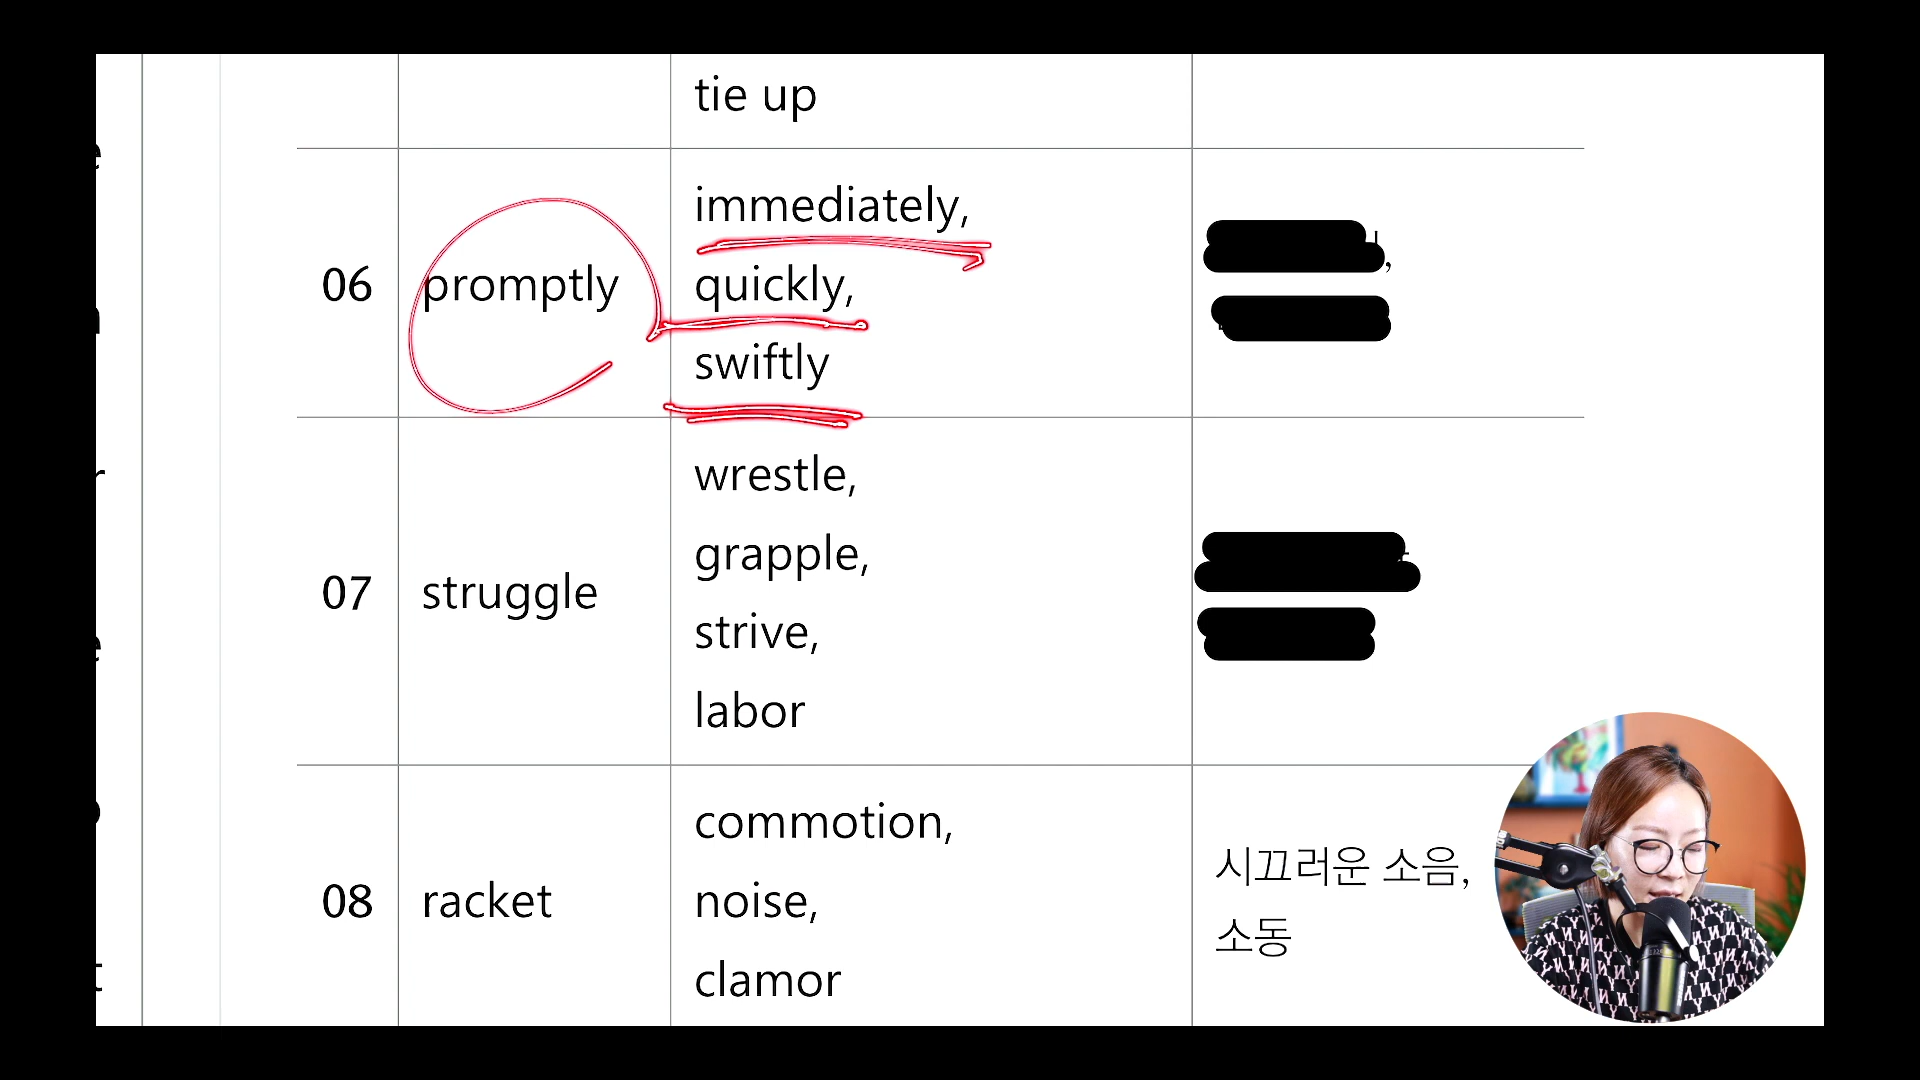 tie up
06
promptly
immediately,
quickly,
swiftly
07
struggle
wrestle,
grapple,
strive,
labor
08
racket
commotion,
noise,
clamor
시끄러운 소음,
소동